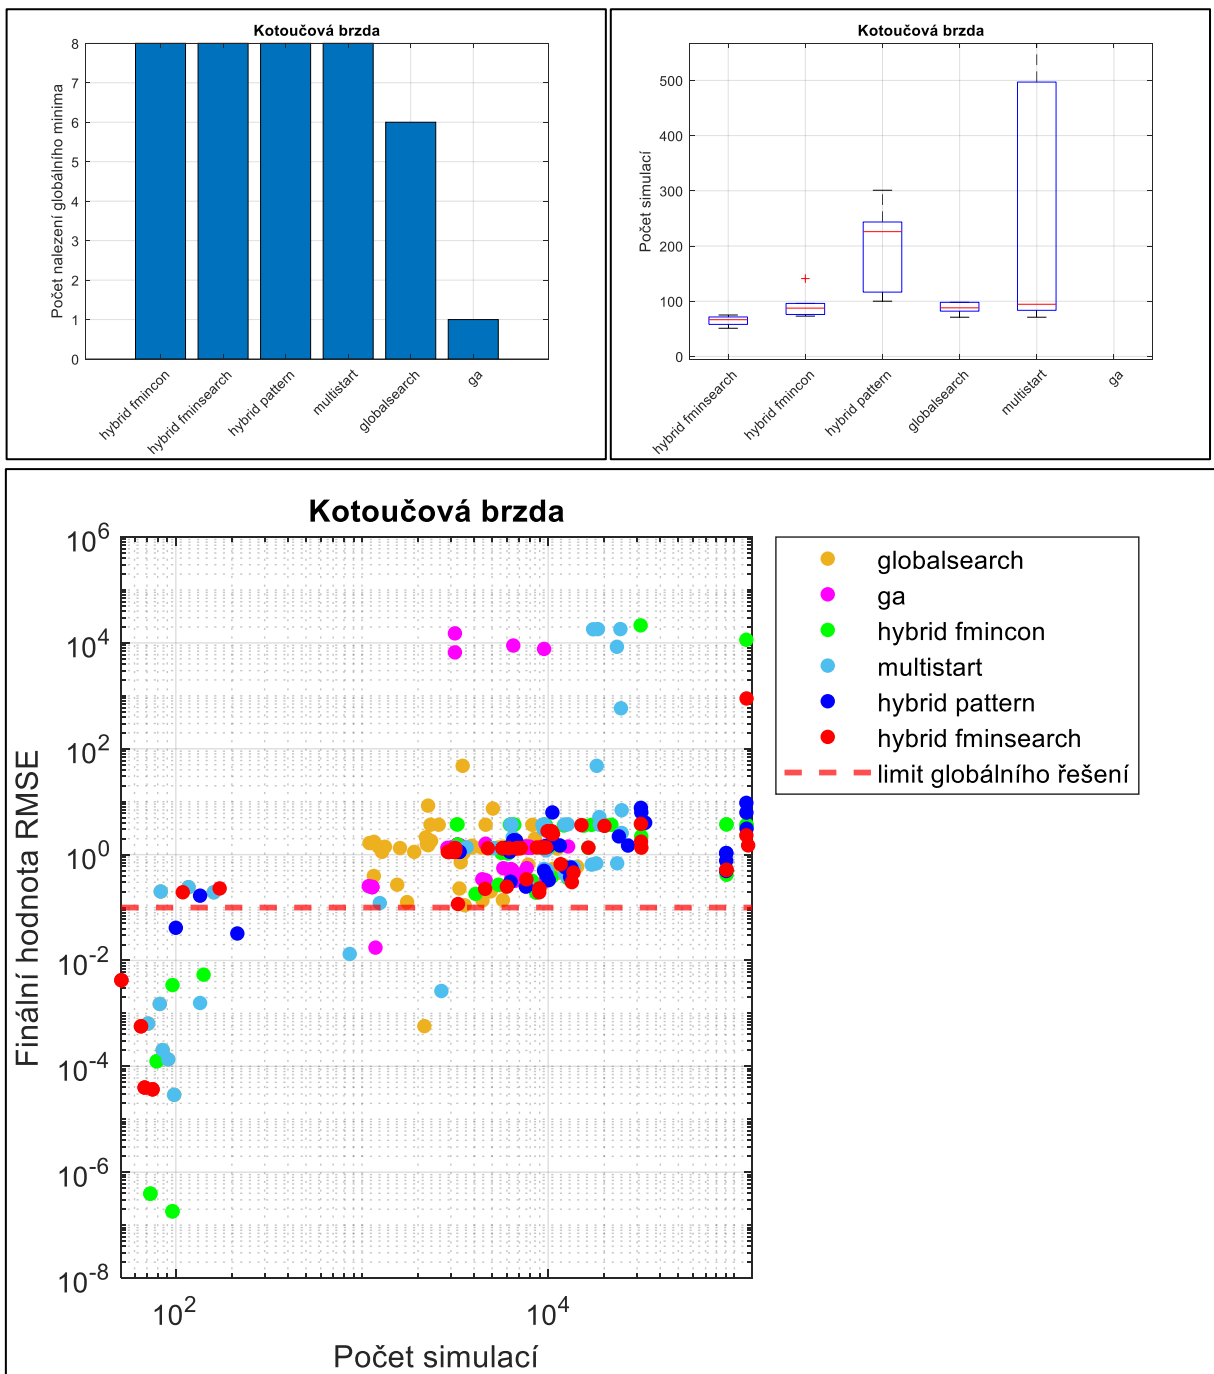 Kotoučová brzda
Počet nalezení globálního minima
8
7
6
5
4
3
2
1
0
hybrid fmincon
hybrid fminsearch
hybrid pattern
multistart
globalsearch
ga
Kotoučová brzda
Počet simulací
500
400
300
200
100
0
hybrid fminsearch
hybrid fmincon
hybrid pattern
globalsearch
multistart
ga
Kotoučová brzda
Finální hodnota RMSE
10^6
10^4
10^2
10^0
10^-2
10^-4
10^-6
10^-8
10^2
10^4
Počet simulací
globalsearch
ga
hybrid fmincon
multistart
hybrid pattern
hybrid fminsearch
limit globálního řešení